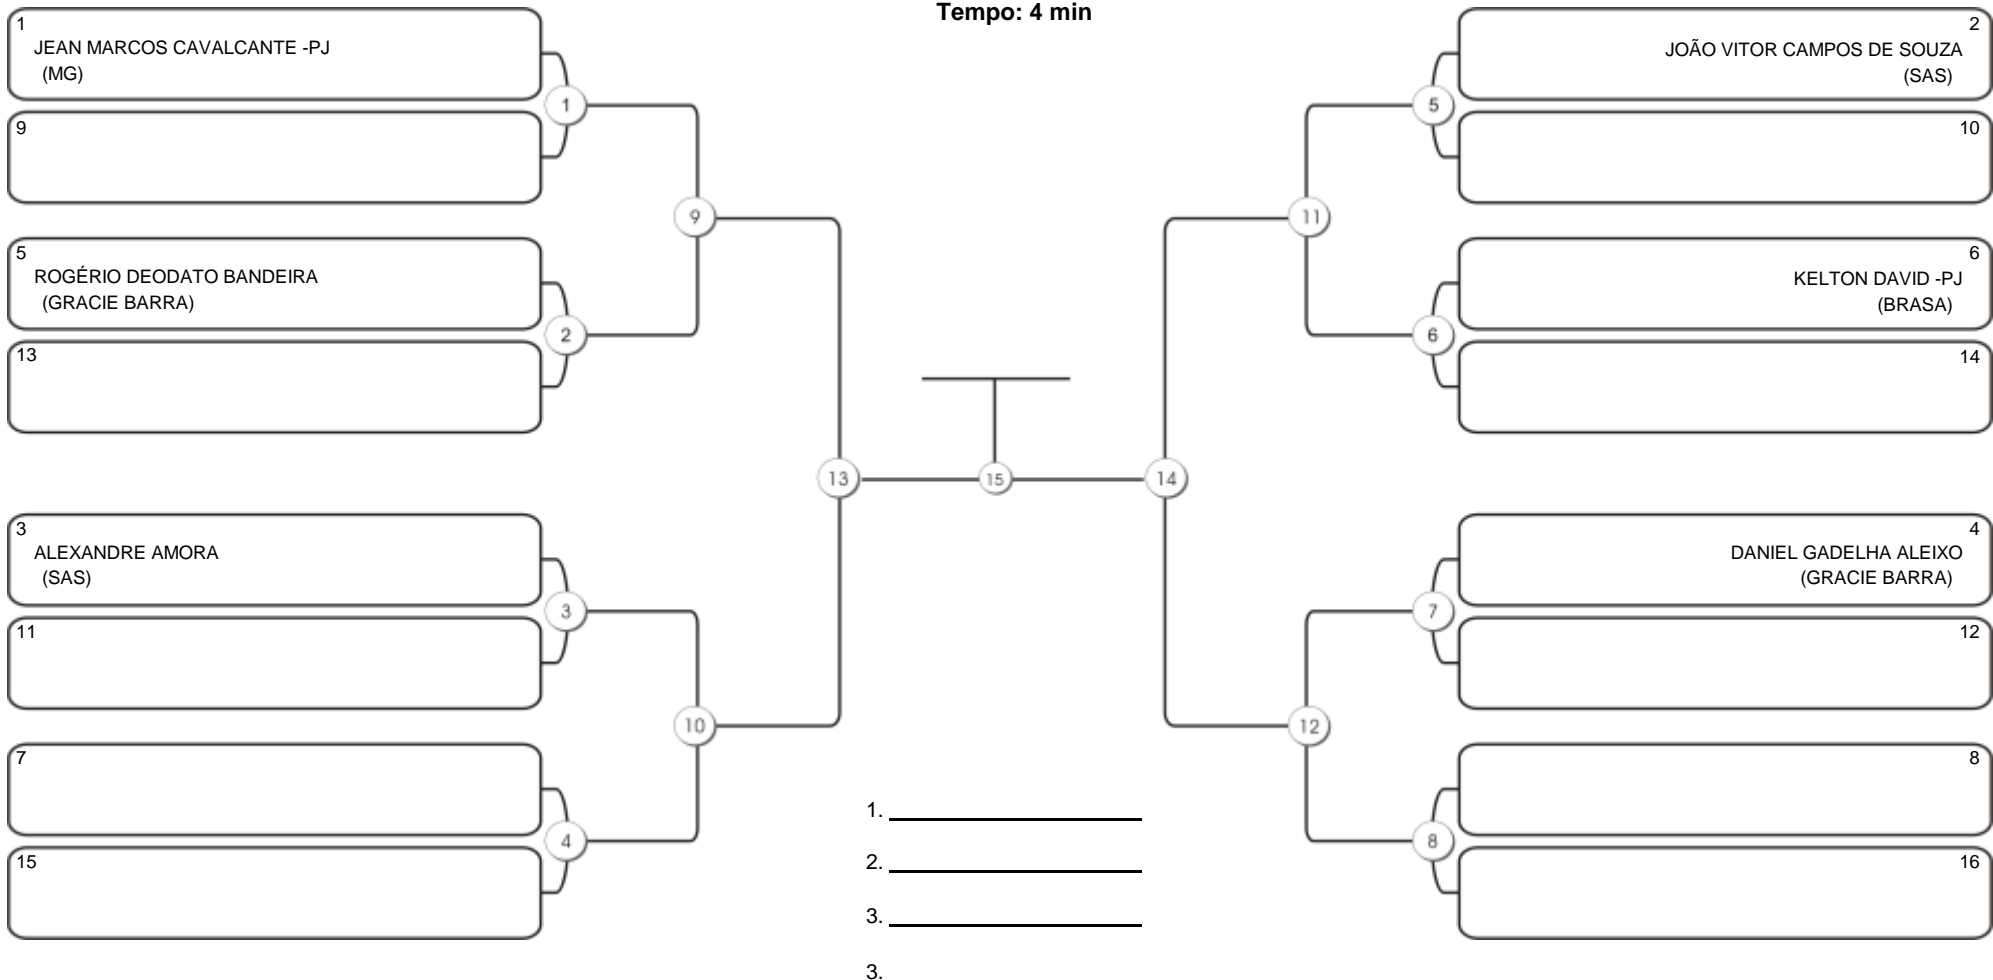 Tempo: 4 min
1
JEAN MARCOS CAVALCANTE -PJ
(MG)
9
1
5
ROGÉRIO DEODATO BANDEIRA
(GRACIE BARRA)
13
2
9
3
ALEXANDRE AMORA
(SAS)
11
3
7
15
4
10
13
15
14
2
JOÃO VITOR CAMPOS DE SOUZA
(SAS)
10
5
11
6
KELTON DAVID -PJ
(BRASA)
14
6
4
DANIEL GADELHA ALEIXO
(GRACIE BARRA)
12
7
12
8
16
8
1.
2.
3.
3.